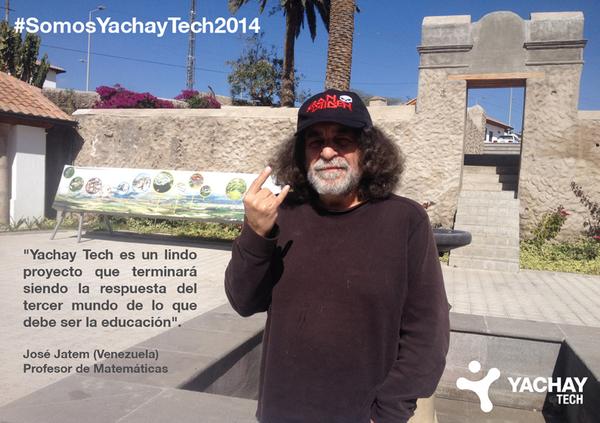 #SomosYachayTech2014
"Yachay Tech es un lindo
proyecto que terminará
siendo la respuesta del
tercer mundo de lo que
debe ser la educación".
José Jatem (Venezuela)
Profesor de Matemáticas
YACHAY
TECH